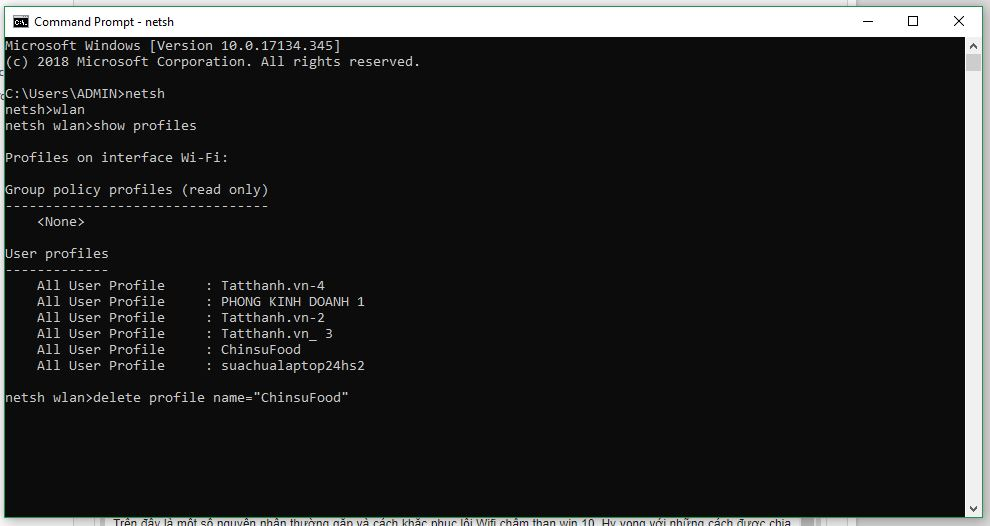 Command Prompt - netsh
Microsoft Windows [Version 10.0.17134.345]
(c) 2018 Microsoft Corporation. All rights reserved.
C:\Users\ADMIN>netsh
netsh>wlan
netsh wlan>show profiles
Profiles on interface Wi-Fi:
Group policy profiles (read only)
---------------------------------
<None>
User profiles
-------------
All User Profile     : Tatthanh.vn-4
All User Profile     : PHONG KINH DOANH 1
All User Profile     : Tatthanh.vn-2
All User Profile     : Tatthanh.vn_ 3
All User Profile     : ChinsuFood
All User Profile     : suachualaptop24hs2
netsh wlan>delete profile name="ChinsuFood"
Trên đây là một số nguyên nhân thường gặp và cách khắc phục lỗi Wifi chậm than win 10. Hy vọng với những cách được chia